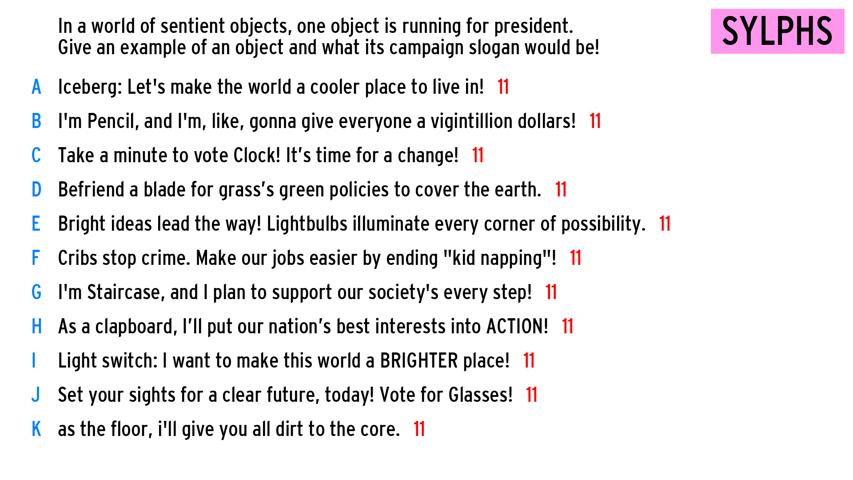 In a world of sentient objects, one object is running for president.
Give an example of an object and what its campaign slogan would be!
SYLPHS
A Iceberg: Let's make the world a cooler place to live in! 11
B I'm Pencil, and I'm, like, gonna give everyone a vigintillion dollars! 11
C Take a minute to vote Clock! It’s time for a change! 11
D Befriend a blade for grass’s green policies to cover the earth. 11
E Bright ideas lead the way! Lightbulbs illuminate every corner of possibility. 11
F Cribs stop crime. Make our jobs easier by ending "kid napping"! 11
G I'm Staircase, and I plan to support our society's every step! 11
H As a clapboard, I’ll put our nation’s best interests into ACTION! 11
I Light switch: I want to make this world a BRIGHTER place! 11
J Set your sights for a clear future, today! Vote for Glasses! 11
K as the floor, i'll give you all dirt to the core. 11